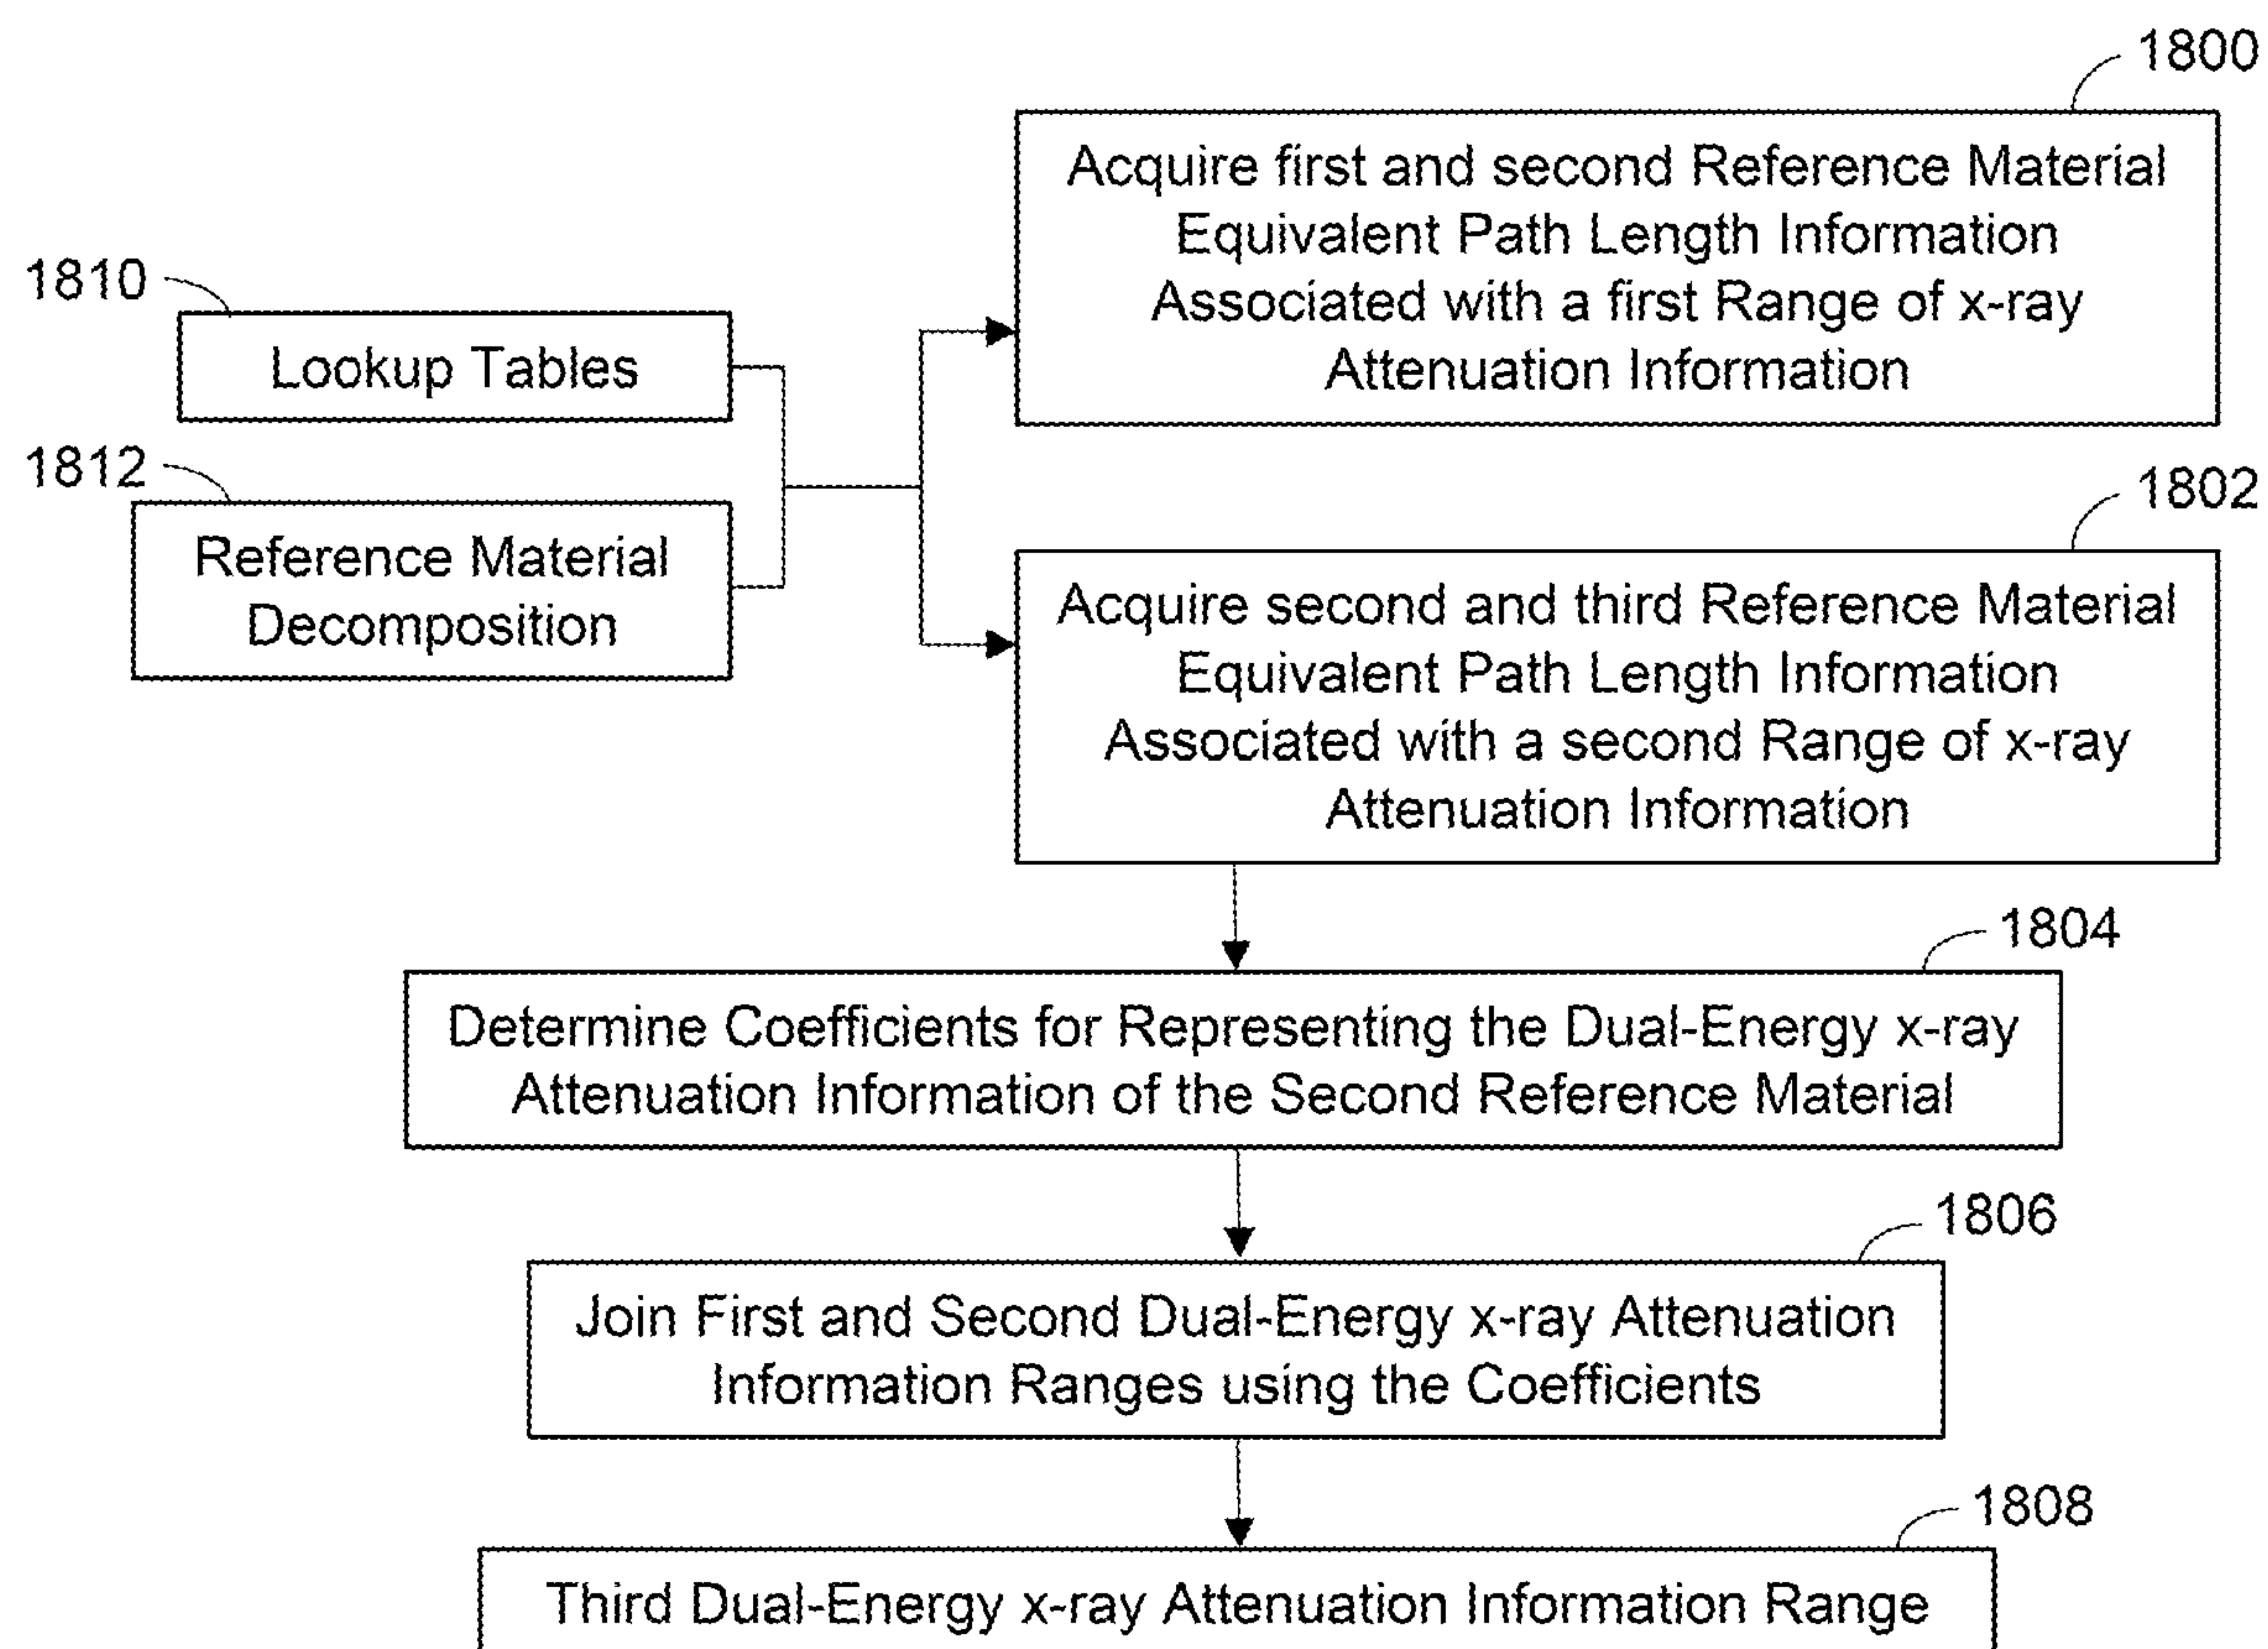 1800
Acquire first and second Reference Material
Equivalent Path Length Information
Associated with a first Range of x-ray
Attenuation Information
1810
Lookup Tables
1812
Reference Material
Decomposition
1802
Acquire second and third Reference Material
Equivalent Path Length Information
Associated with a second Range of x-ray
Attenuation Information
1804
Determine Coefficients for Representing the Dual-Energy x-ray
Attenuation Information of the Second Reference Material
1806
Join First and Second Dual-Energy x-ray Attenuation
Information Ranges using the Coefficients
1808
Third Dual-Energy x-ray Attenuation Information Range